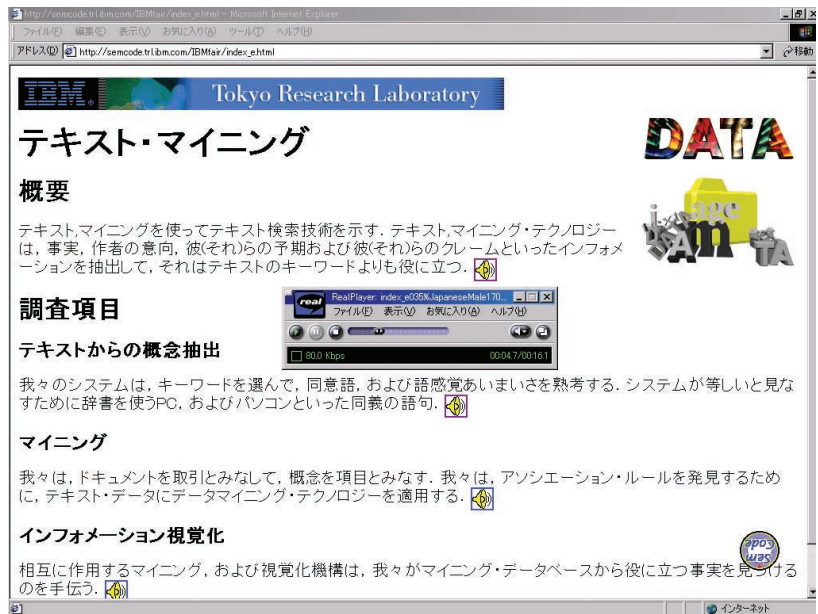 http://semcode.trl.ibm.com/IBMfair/index_e.html - Microsoft Internet Explorer
ファイル(F) 編集(E) 表示(V) お気に入り(A) ツール(T) ヘルプ(H)
アドレス(D) http://semcode.trl.ibm.com/IBMfair/index_e.html 移動
IBM. Tokyo Research Laboratory
テキスト・マイニング
DATA
概要
テキスト,マイニングを使ってテキスト検索技術を示す. テキスト,マイニング・テクノロジー
は, 事実, 作者の意向, 彼(それ)らの予期および彼(それ)らのクレームといったインフォメ
ーションを抽出して, それはテキストのキーワードよりも役に立つ.
調査項目
real RealPlayer: index_e035%JapaneseMale170...
ファイル(F) 表示(V) お気に入り(A) ヘルプ(H)
80.0 Kbps 00:04.7/00:16.1
テキストからの概念抽出
我々のシステムは, キーワードを選んで, 同意語, および語感覚あいまいさを熟考する. システムが等しいと見な
すために辞書を使うPC, およびパソコンといった同義の語句.
マイニング
我々は, ドキュメントを取引とみなして, 概念を項目とみなす. 我々は, アソシエーション・ルールを発見するため
に, テキスト・データにデータマイニング・テクノロジーを適用する.
インフォメーション視覚化
相互に作用するマイニング, および視覚化機構は, 我々がマイニング・データベースから役に立つ事実を見つける
のを手伝う.
Sem Code
インターネット